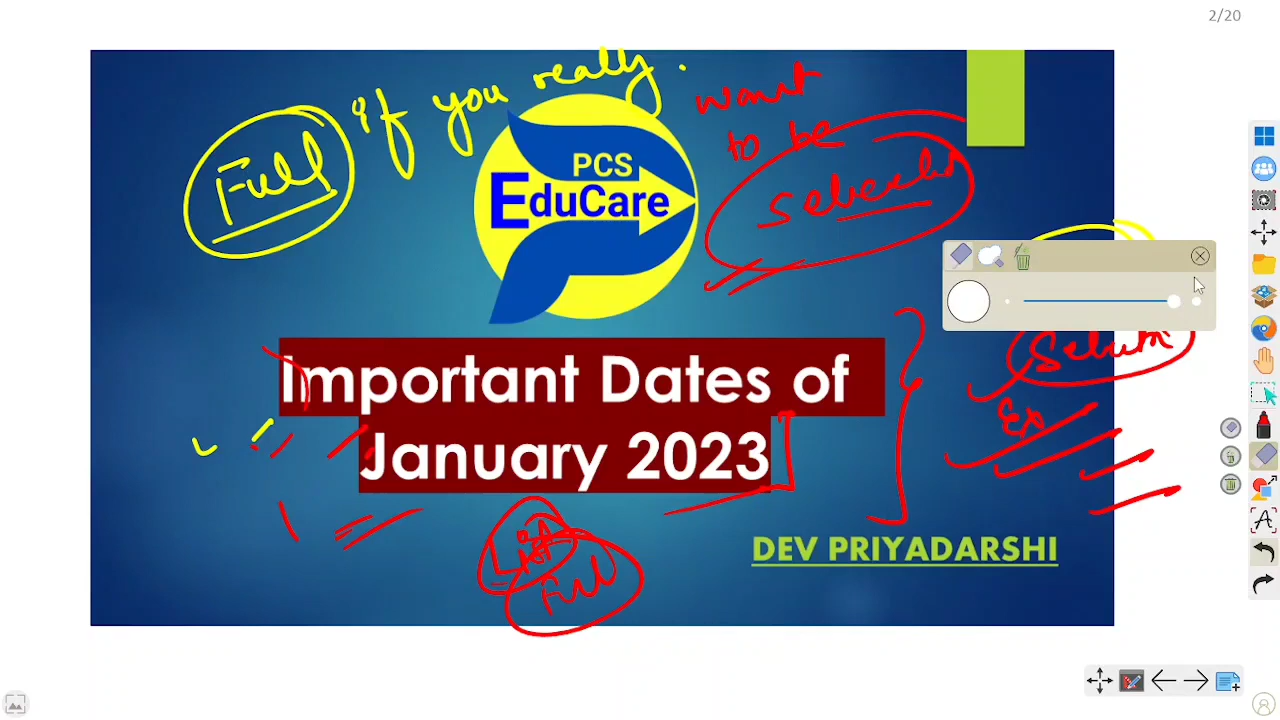 2/20
Full if you really.
want
to be
Selected
PCS
EduCare
Important Dates of
January 2023
DEV PRIYADARSHI
Full
A